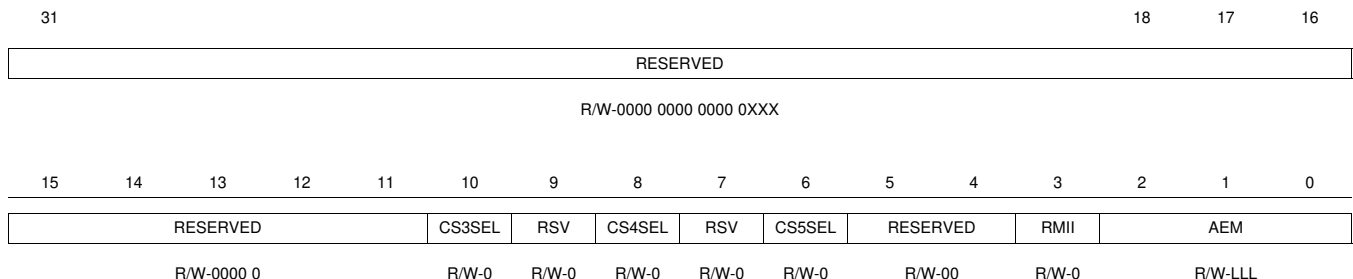 31 18 17 16
RESERVED
R/W-0000 0000 0000 0XXX
15 14 13 12 11 10 9 8 7 6 5 4 3 2 1 0
RESERVED CS3SEL RSV CS4SEL RSV CS5SEL RESERVED RMII AEM
R/W-0000 0 R/W-0 R/W-0 R/W-0 R/W-0 R/W-0 R/W-00 R/W-0 R/W-LLL